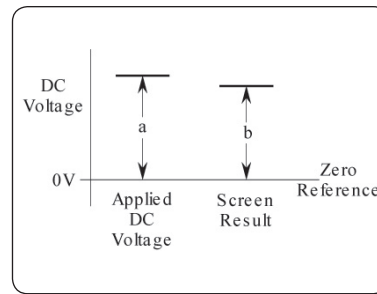 DC
Voltage
a
b
0V
Zero
Reference
Applied
DC
Voltage
Screen
Result